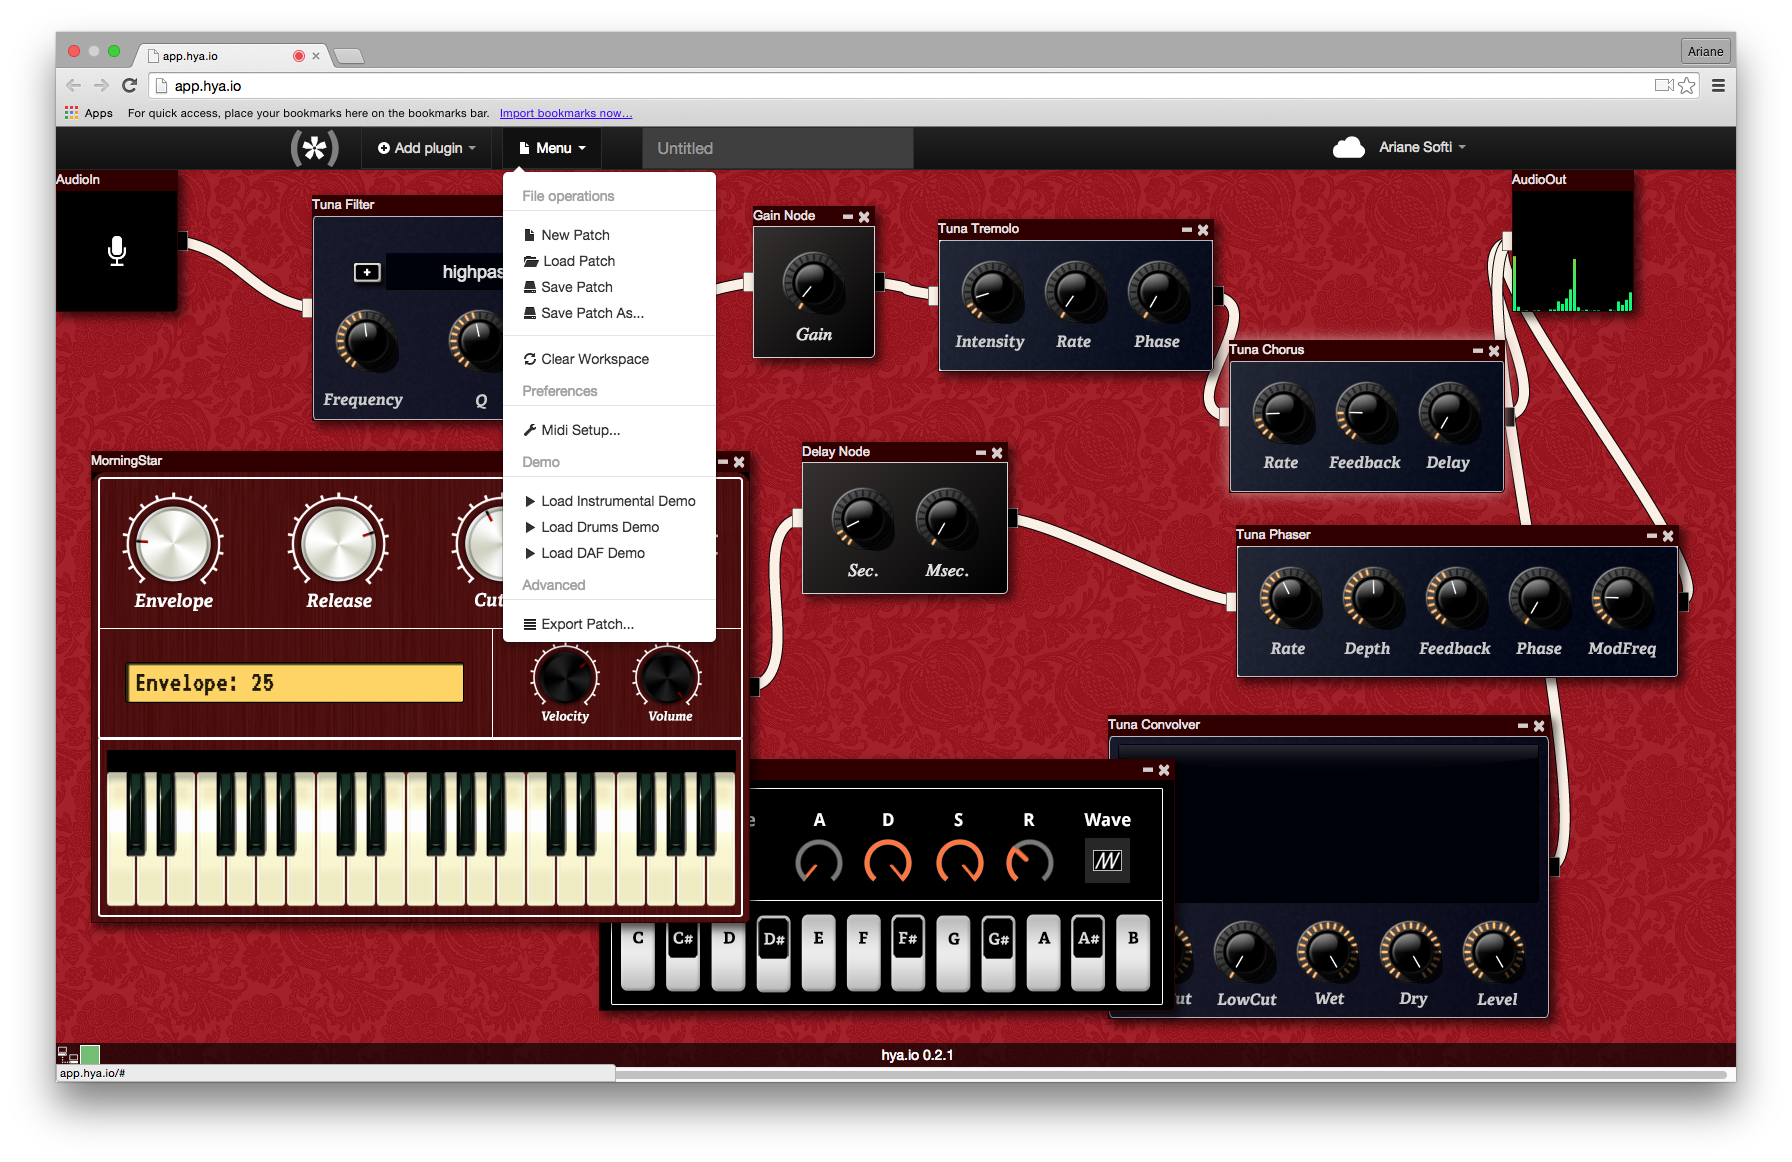 app.hya.io
Ariane
app.hya.io
Apps For quick access, place your bookmarks here on the bookmarks bar. Import bookmarks now...
Add plugin Menu Untitled Ariane Softi
AudioIn
AudioOut
Tuna Filter
highpas
Frequency Q
File operations
New Patch
Load Patch
Save Patch
Save Patch As...
Clear Workspace
Preferences
Midi Setup...
Demo
Load Instrumental Demo
Load Drums Demo
Load DAF Demo
Advanced
Export Patch...
Gain Node
Gain
Tuna Tremolo
Intensity Rate Phase
Tuna Chorus
Rate Feedback Delay
MorningStar
Envelope Release Cut
Envelope: 25
Velocity Volume
Delay Node
Sec. Msec.
Tuna Phaser
Rate Depth Feedback Phase ModFreq
Tuna Convolver
ut LowCut Wet Dry Level
e A D S R Wave
C C# D D# E F F# G G# A A# B
hya.io 0.2.1
app.hya.io/#